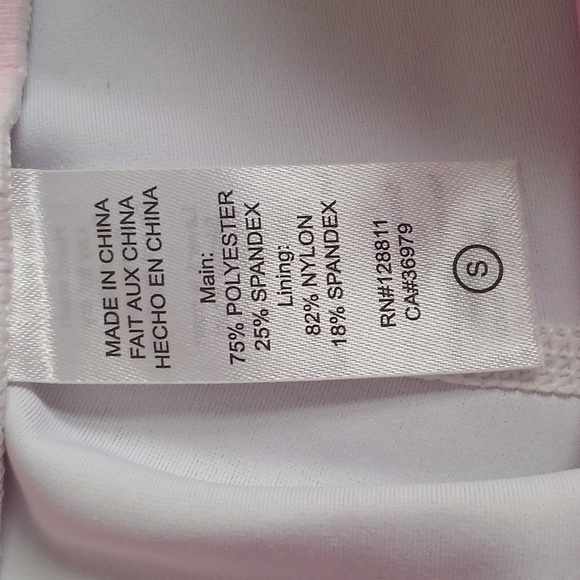 MADE IN CHINA
FAIT AUX CHINA
HECHO EN CHINA
Main:
75% POLYESTER
25% SPANDEX
Lining:
82% NYLON
18% SPANDEX
RN#128811
CA#36979
S